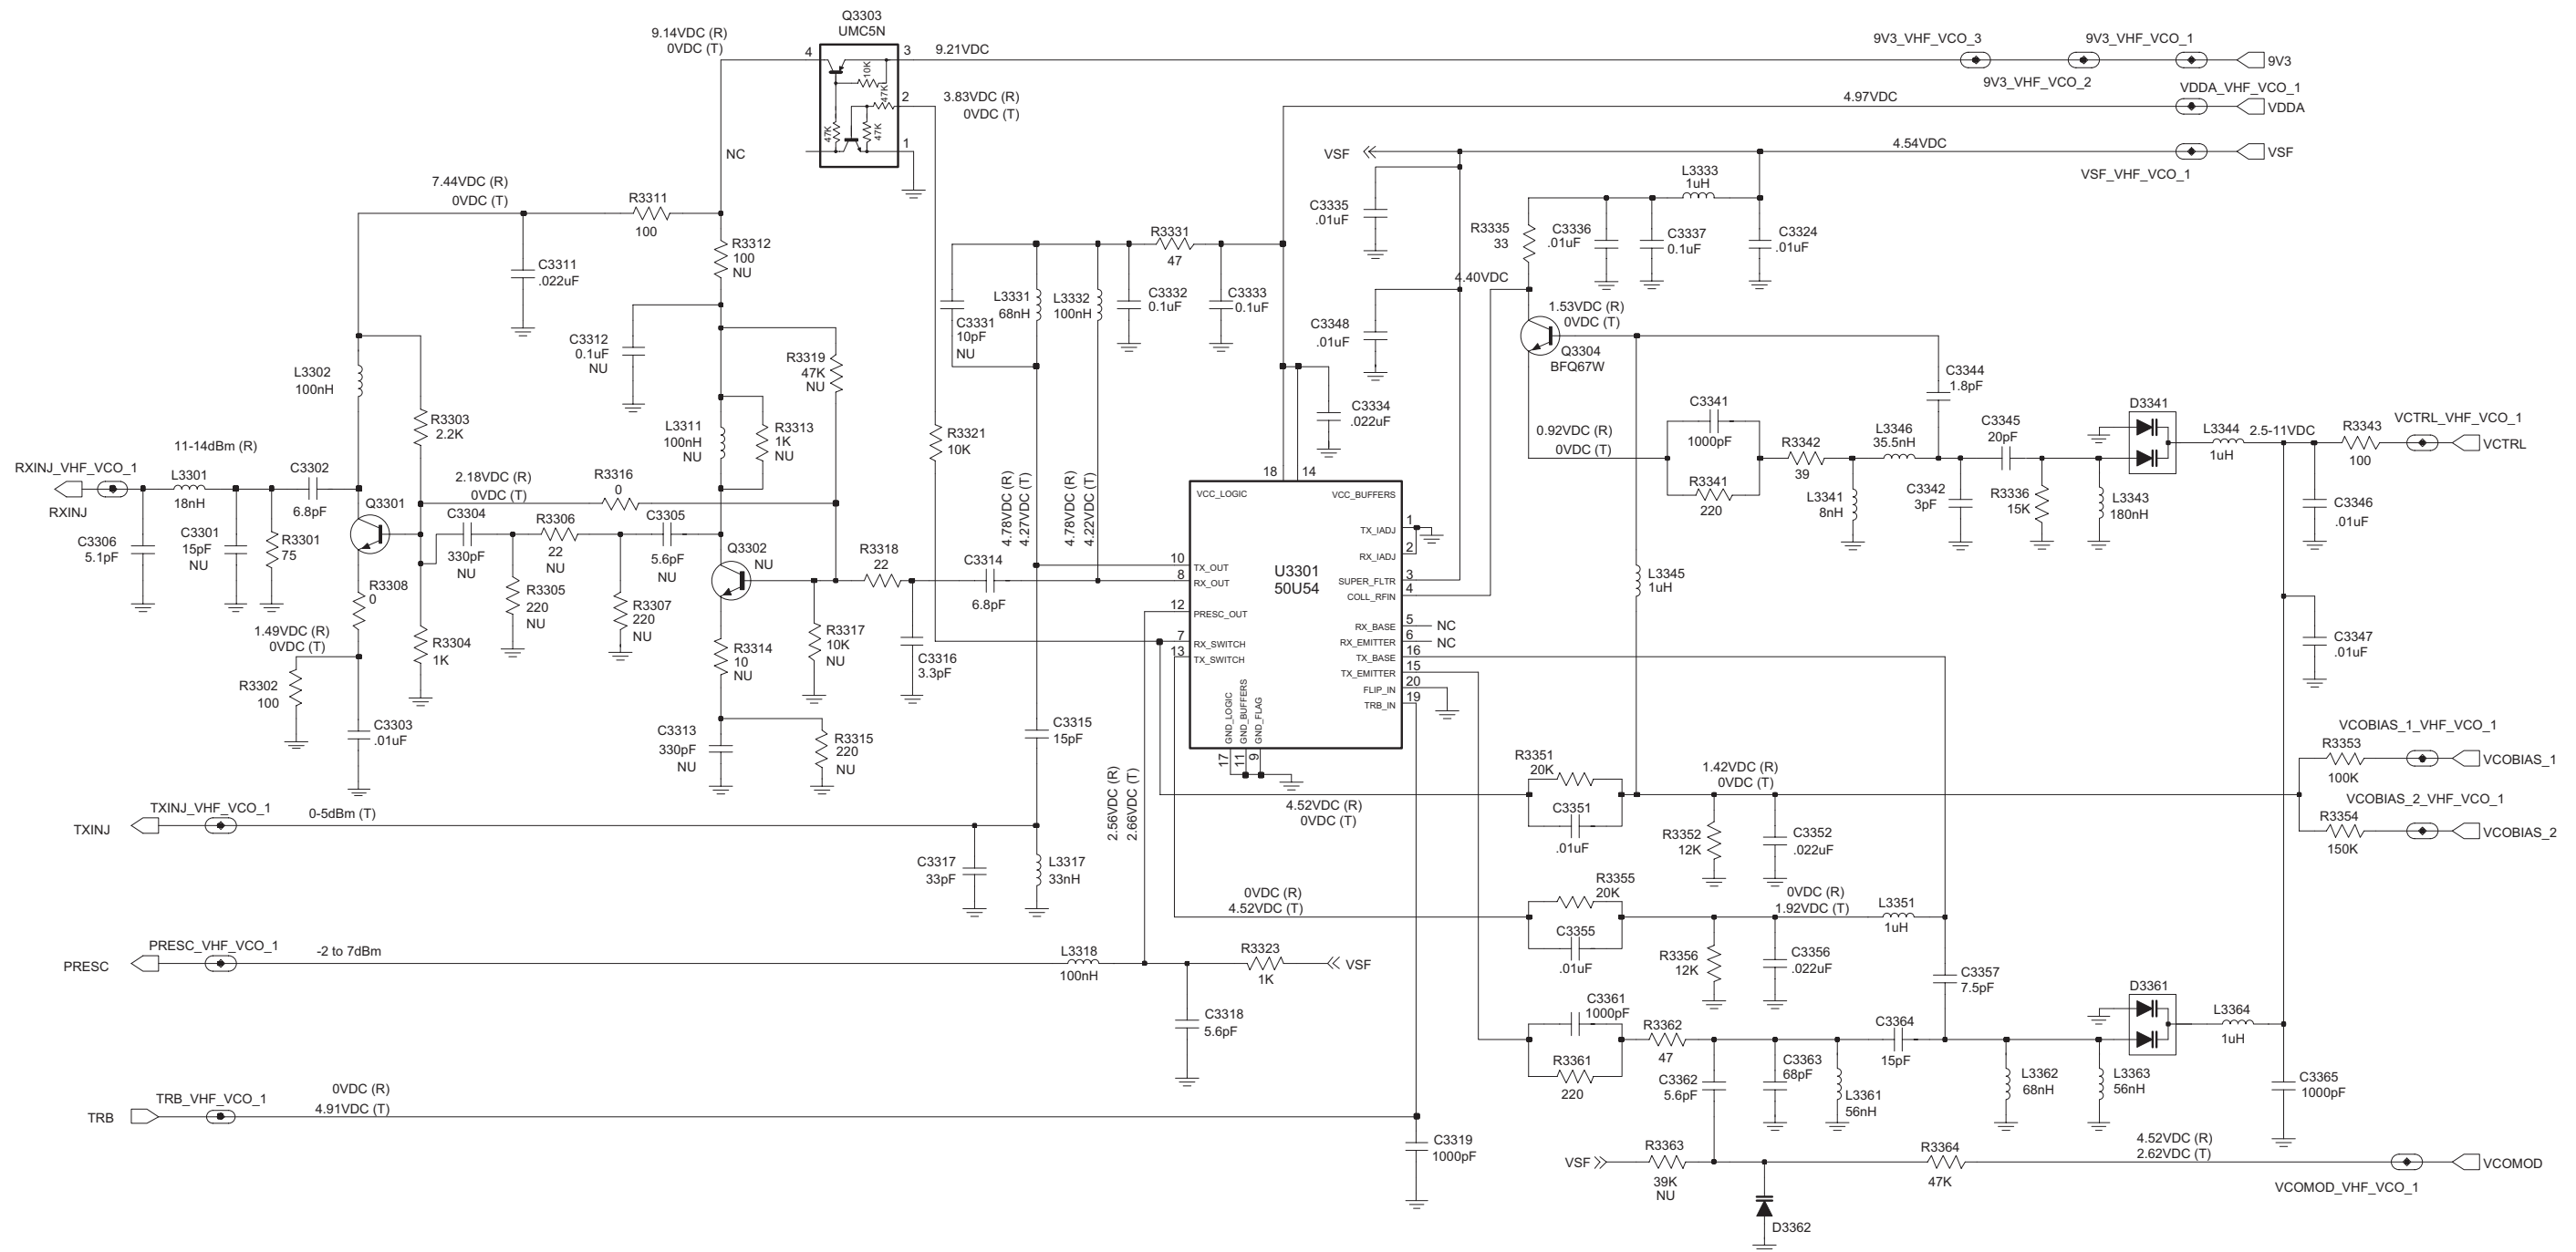 Q3303
UMC5N
9.14VDC (R)
0VDC (T)
4
3
9.21VDC
10K
47K
2
47K
47K
1
3.83VDC (R)
0VDC (T)
NC
9V3_VHF_VCO_3
9V3_VHF_VCO_1
9V3
9V3_VHF_VCO_2
VDDA_VHF_VCO_1
4.97VDC
VDDA
VSF
4.54VDC
VSF
VSF_VHF_VCO_1
7.44VDC (R)
0VDC (T)
R3311
100
R3312
100
NU
C3311
.022uF
C3312
0.1uF
NU
R3319
47K
NU
L3302
100nH
R3303
2.2K
L3311
100nH
NU
R3313
1K
NU
R3321
10K
C3331
10pF
NU
L3331
68nH
L3332
100nH
C3332
0.1uF
R3331
47
C3333
0.1uF
C3335
.01uF
C3348
.01uF
C3334
.022uF
R3335
33
C3336
.01uF
C3337
0.1uF
L3333
1uH
C3324
.01uF
4.40VDC
1.53VDC (R)
0VDC (T)
Q3304
BFQ67W
C3344
1.8pF
0.92VDC (R)
0VDC (T)
C3341
1000pF
R3341
220
R3342
39
L3346
35.5nH
L3341
8nH
C3342
3pF
C3345
20pF
R3336
15K
L3343
180nH
D3341
L3344
1uH
2.5-11VDC
R3343
100
VCTRL_VHF_VCO_1
VCTRL
C3346
.01uF
C3347
.01uF
L3345
1uH
11-14dBm (R)
RXINJ_VHF_VCO_1
RXINJ
L3301
18nH
C3302
6.8pF
C3306
5.1pF
C3301
15pF
NU
R3301
75
Q3301
2.18VDC (R)
0VDC (T)
R3316
0
C3304
330pF
NU
R3306
22
NU
C3305
5.6pF
NU
R3305
220
NU
R3307
220
NU
Q3302
NU
R3318
22
C3314
6.8pF
R3317
10K
NU
C3316
3.3pF
R3308
0
1.49VDC (R)
0VDC (T)
R3302
100
R3304
1K
C3303
.01uF
R3314
10
NU
C3313
330pF
NU
R3315
220
NU
4.78VDC (R)
4.27VDC (T)
4.78VDC (R)
4.22VDC (T)
18
14
VCC_LOGIC
VCC_BUFFERS
U3301
50U54
10
TX_OUT
8
RX_OUT
12
PRESC_OUT
7
RX_SWITCH
13
TX_SWITCH
TX_IADJ
1
RX_IADJ
2
SUPER_FLTR
3
COLL_RFIN
4
RX_BASE
5
NC
RX_EMITTER
6
NC
TX_BASE
16
TX_EMITTER
15
FLIP_IN
20
TRB_IN
19
GND_LOGIC
GND_BUFFERS
GND_FLAG
17
11
9
C3315
15pF
2.56VDC (R)
2.66VDC (T)
TXINJ_VHF_VCO_1
TXINJ
0-5dBm (T)
C3317
33pF
L3317
33nH
4.52VDC (R)
0VDC (T)
R3351
20K
C3351
.01uF
1.42VDC (R)
0VDC (T)
R3352
12K
C3352
.022uF
VCOBIAS_1_VHF_VCO_1
R3353
100K
VCOBIAS_1
VCOBIAS_2_VHF_VCO_1
R3354
150K
VCOBIAS_2
0VDC (R)
4.52VDC (T)
R3355
20K
C3355
.01uF
0VDC (R)
1.92VDC (T)
R3356
12K
C3356
.022uF
L3351
1uH
PRESC_VHF_VCO_1
PRESC
-2 to 7dBm
L3318
100nH
R3323
1K
VSF
C3318
5.6pF
C3357
7.5pF
C3361
1000pF
R3361
220
R3362
47
C3362
5.6pF
C3363
68pF
L3361
56nH
C3364
15pF
L3362
68nH
L3363
56nH
D3361
L3364
1uH
C3365
1000pF
TRB_VHF_VCO_1
TRB
0VDC (R)
4.91VDC (T)
C3319
1000pF
VSF
R3363
39K
NU
R3364
47K
4.52VDC (R)
2.62VDC (T)
VCOMOD
VCOMOD_VHF_VCO_1
D3362